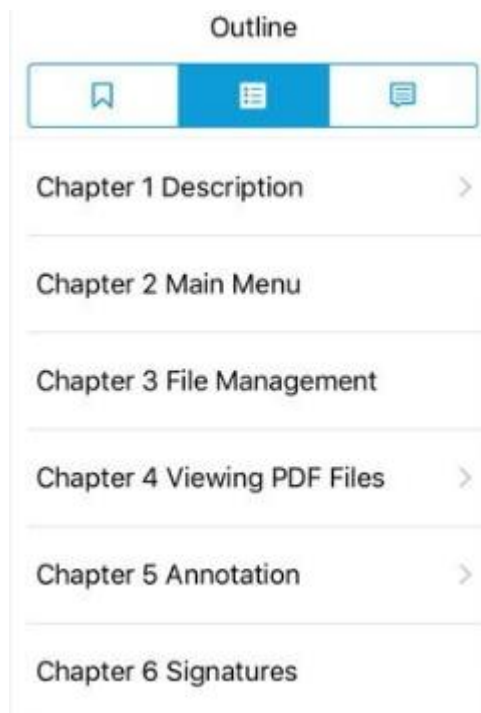 Outline
Chapter 1 Description
Chapter 2 Main Menu
Chapter 3 File Management
Chapter 4 Viewing PDF Files
Chapter 5 Annotation
Chapter 6 Signatures